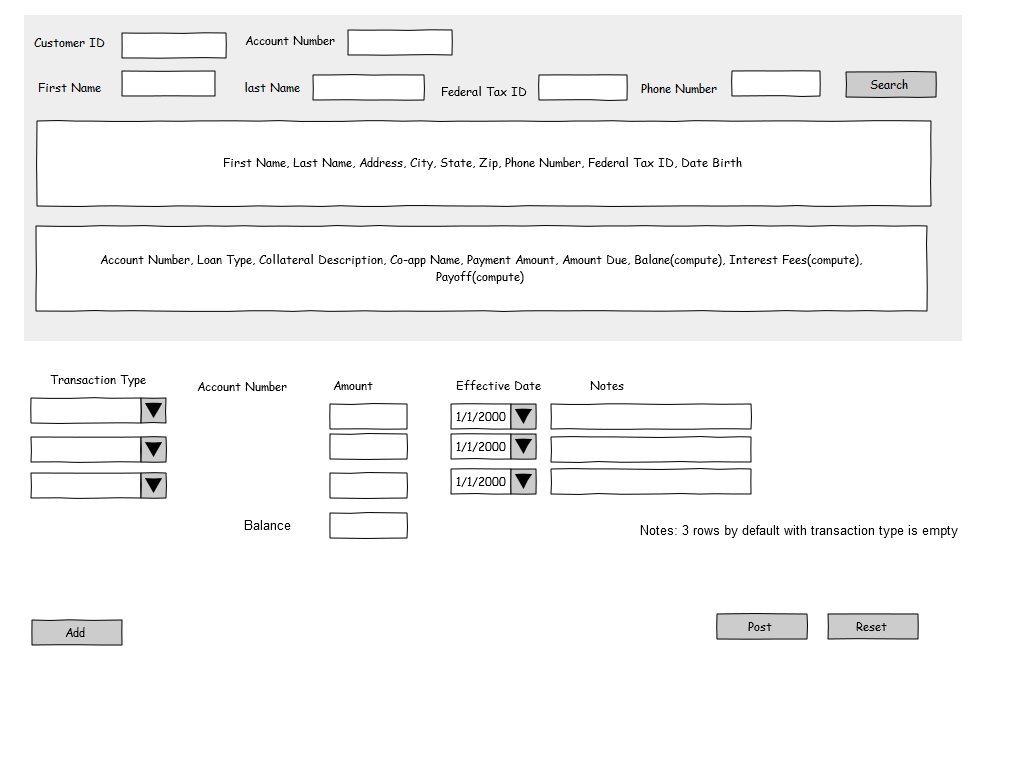 Customer ID
Account Number
First Name
last Name
Federal Tax ID
Phone Number
Search
First Name, Last Name, Address, City, State, Zip, Phone Number, Federal Tax ID, Date Birth
Account Number, Loan Type, Collateral Description, Co-app Name, Payment Amount, Amount Due, Balane(compute), Interest Fees(compute),
Payoff(compute)
Transaction Type
Account Number
Amount
Effective Date
Notes
1/1/2000
1/1/2000
1/1/2000
Balance
Notes: 3 rows by default with transaction type is empty
Add
Post
Reset